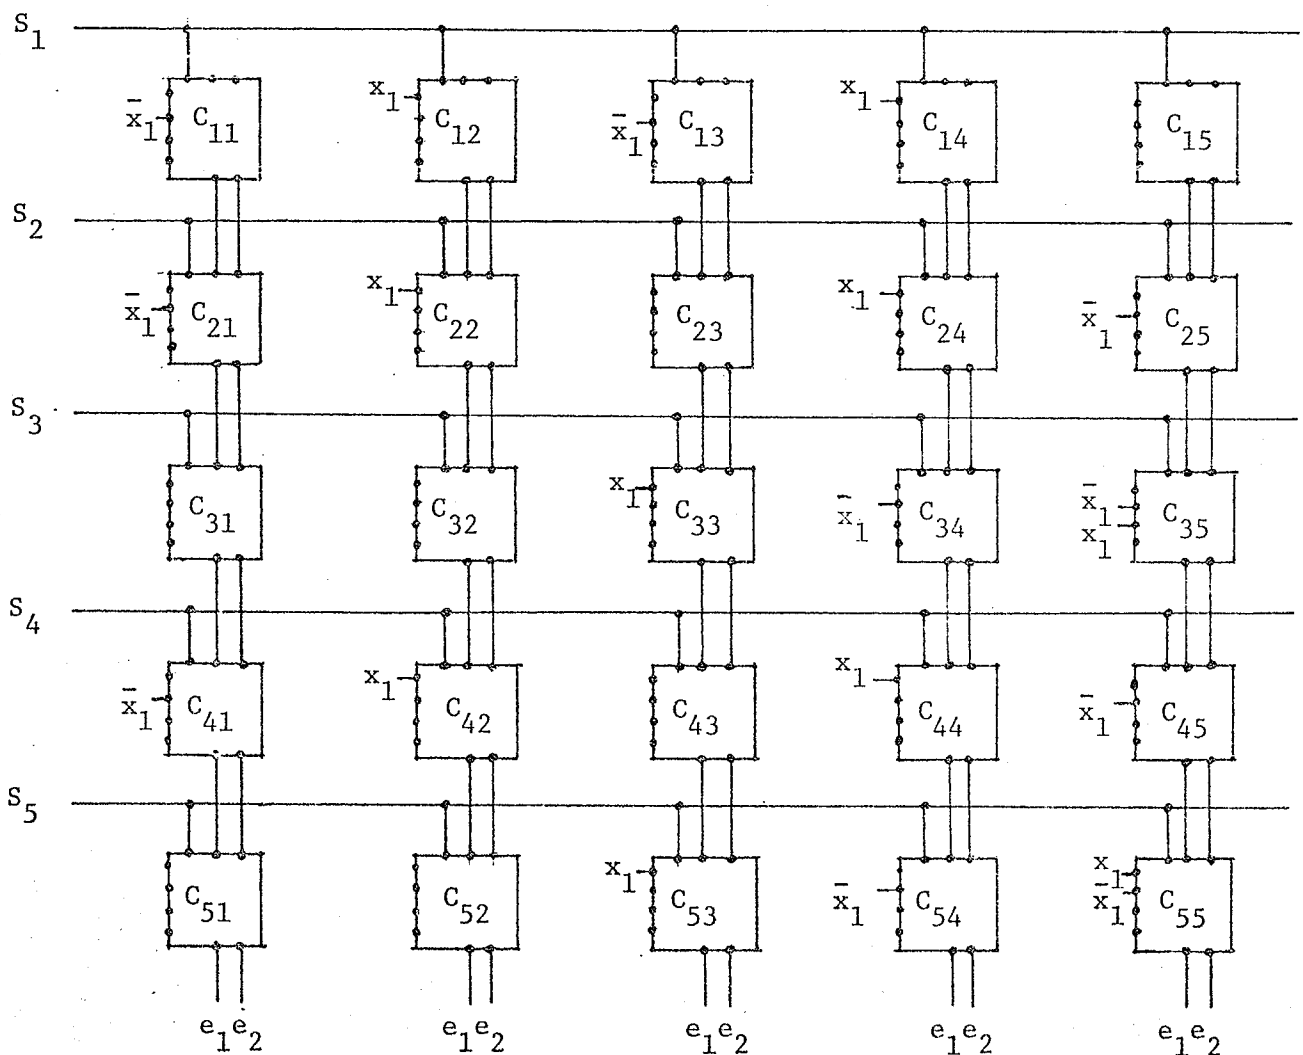 S₁
x̄₁ C₁₁ x₁ C₁₂ x̄₁ C₁₃ x₁ C₁₄ C₁₅
S₂
x̄₁ C₂₁ x₁ C₂₂ C₂₃ x₁ C₂₄ x̄₁ C₂₅
S₃
C₃₁ C₃₂ x₁ C₃₃ x̄₁ C₃₄ x̄₁ x₁ C₃₅
S₄
x̄₁ C₄₁ x₁ C₄₂ C₄₃ x₁ C₄₄ x̄₁ C₄₅
S₅
C₅₁ C₅₂ x₁ C₅₃ x̄₁ C₅₄ x₁ x̄₁ C₅₅
e₁e₂ e₁e₂ e₁e₂ e₁e₂ e₁e₂